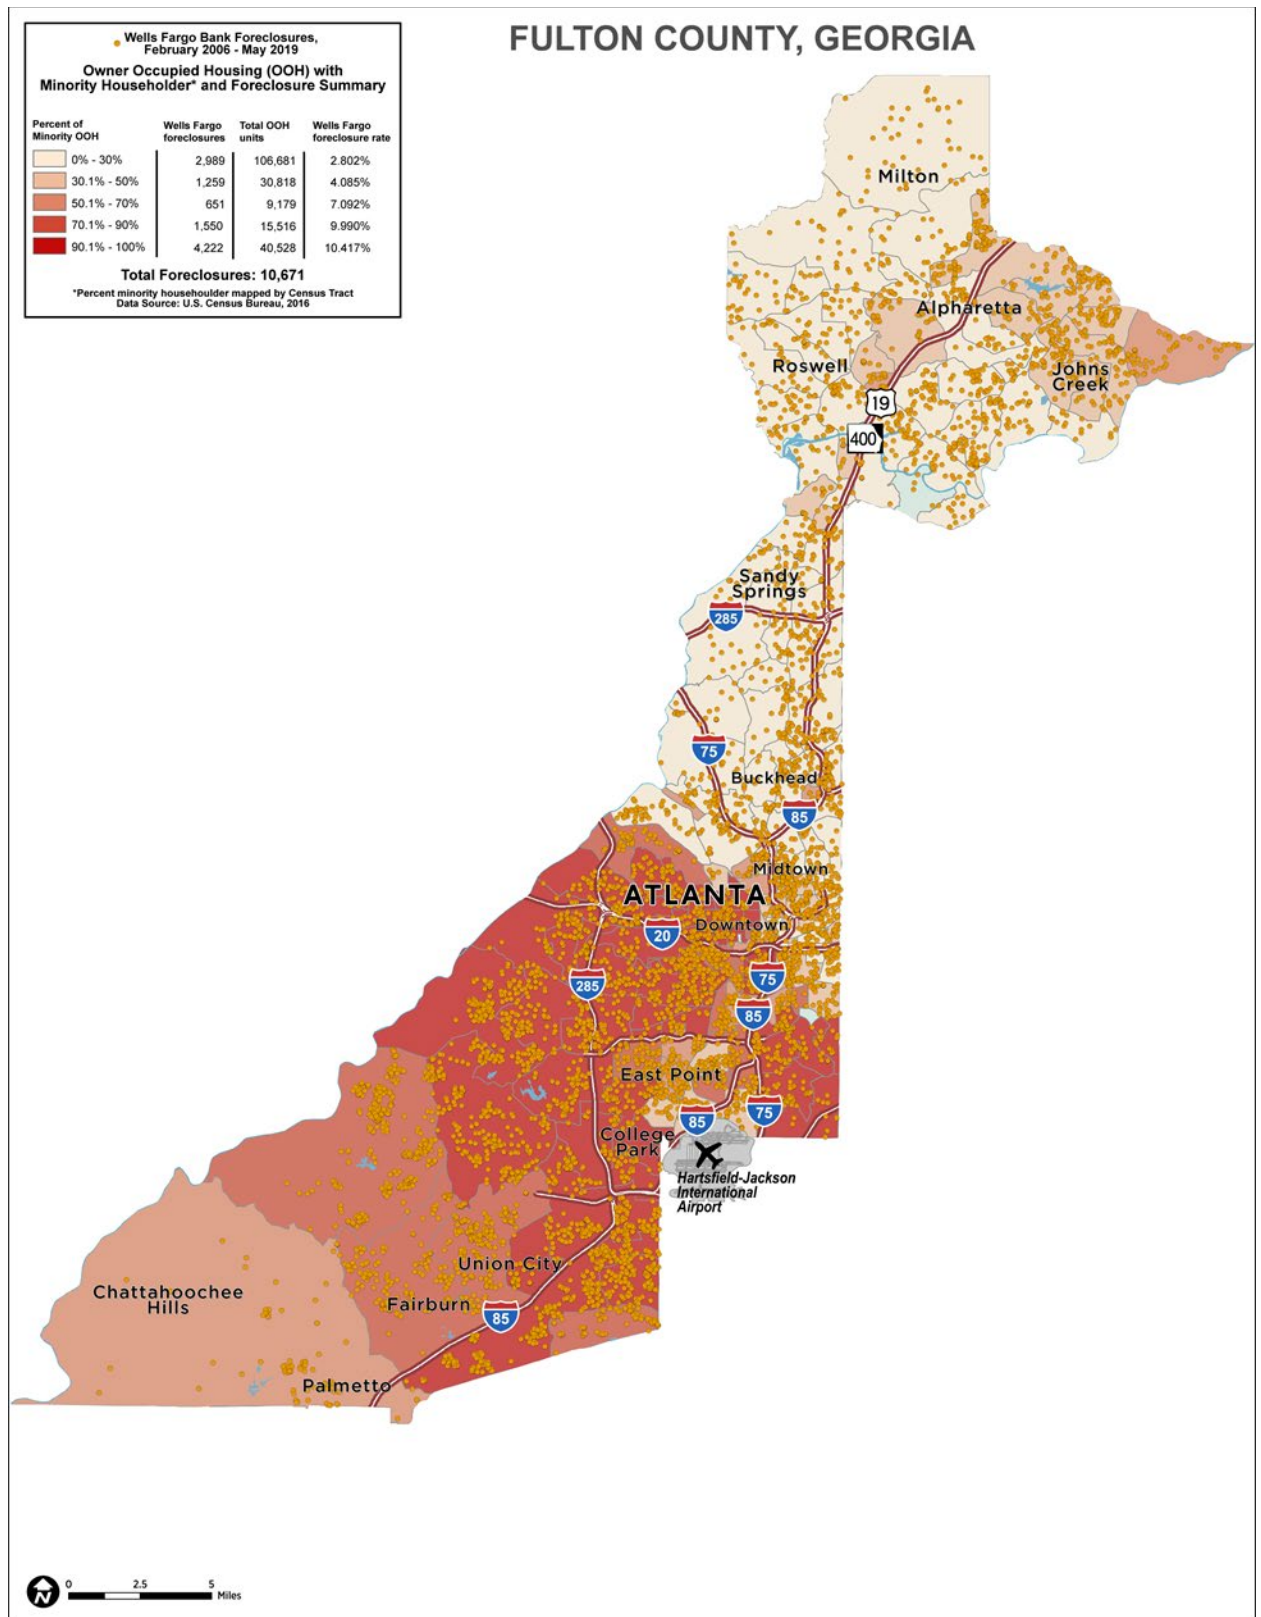 FULTON COUNTY, GEORGIA
Wells Fargo Bank Foreclosures,
February 2006 - May 2019
Owner Occupied Housing (OOH) with
Minority Householder* and Foreclosure Summary
Percent of Minority OOH | Wells Fargo foreclosures | Total OOH units | Wells Fargo foreclosure rate
0% - 30% 2,989 106,681 2.802%
30.1% - 50% 1,259 30,818 4.085%
50.1% - 70% 651 9,179 7.092%
70.1% - 90% 1,550 15,516 9.990%
90.1% - 100% 4,222 40,528 10.417%
Total Foreclosures: 10,671
*Percent minority househoulder mapped by Census Tract
Data Source: U.S. Census Bureau, 2016
Milton
Alpharetta
Roswell
Johns
Creek
19
400
Sandy
Springs
285
75
Buckhead
85
Midtown
ATLANTA
Downtown
20
75
285
85
East Point
75
85
College
Park
Hartsfield-Jackson
International
Airport
Union City
Chattahoochee
Hills
Fairburn
85
Palmetto
N
0 2.5 5
Miles